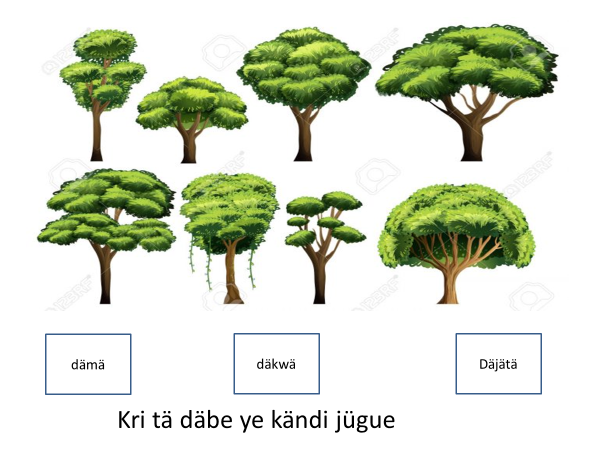 dämä
däkwä
Däjätä
Kri tä däbe ye kändi jügue